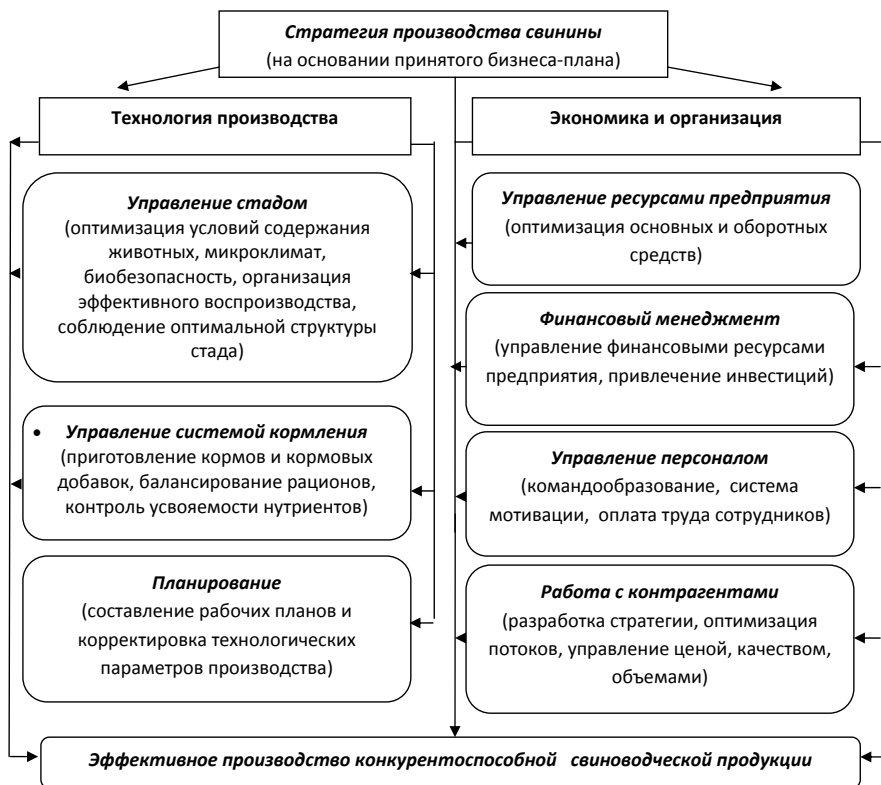 Стратегия производства свинины
(на основании принятого бизнеса-плана)
Технология производства
Экономика и организация
Управление стадом
(оптимизация условий содержания
животных, микроклимат,
биобезопасность, организация
эффективного воспроизводства,
соблюдение оптимальной структуры
стада)
• Управление системой кормления
(приготовление кормов и кормовых
добавок, балансирование рационов,
контроль усвояемости нутриентов)
Планирование
(составление рабочих планов и
корректировка технологических
параметров производства)
Управление ресурсами предприятия
(оптимизация основных и оборотных
средств)
Финансовый менеджмент
(управление финансовыми ресурсами
предприятия, привлечение инвестиций)
Управление персоналом
(командообразование, система
мотивации, оплата труда сотрудников)
Работа с контрагентами
(разработка стратегии, оптимизация
потоков, управление ценой, качеством,
объемами)
Эффективное производство конкурентоспособной свиноводческой продукции